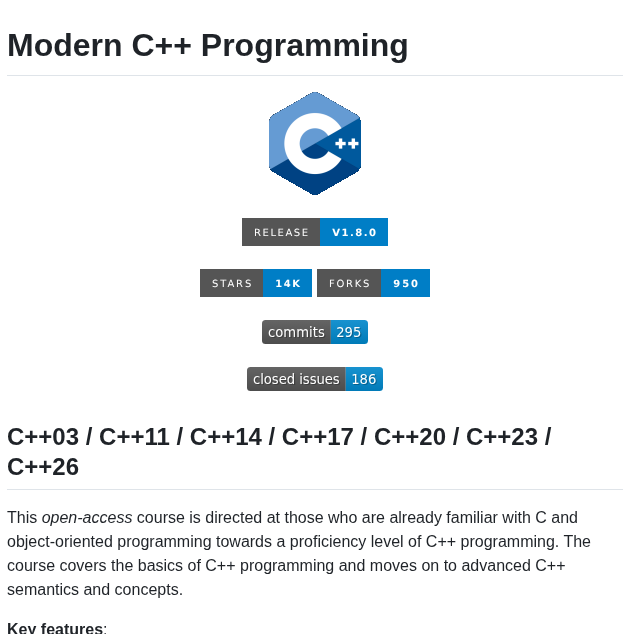 Modern C++ Programming
C++
RELEASE V1.8.0
STARS 14K FORKS 950
commits 295
closed issues 186
C++03 / C++11 / C++14 / C++17 / C++20 / C++23 /
C++26
This open-access course is directed at those who are already familiar with C and
object-oriented programming towards a proficiency level of C++ programming. The
course covers the basics of C++ programming and moves on to advanced C++
semantics and concepts.
Key features: